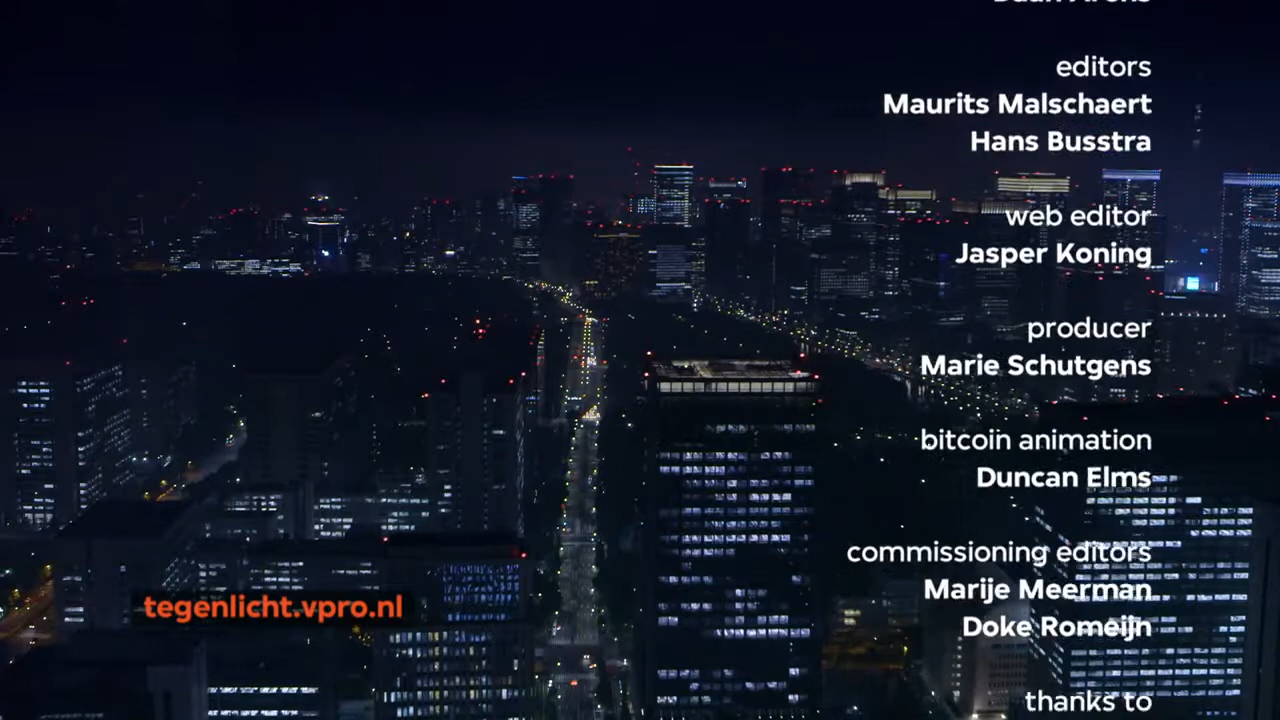 editors
Maurits Malschaert
Hans Busstra
web editor
Jasper Koning
producer
Marie Schutgens
bitcoin animation
Duncan Elms
commissioning editors
Marije Meerman
Doke Romeijn
tegenlicht.vpro.nl
thanks to